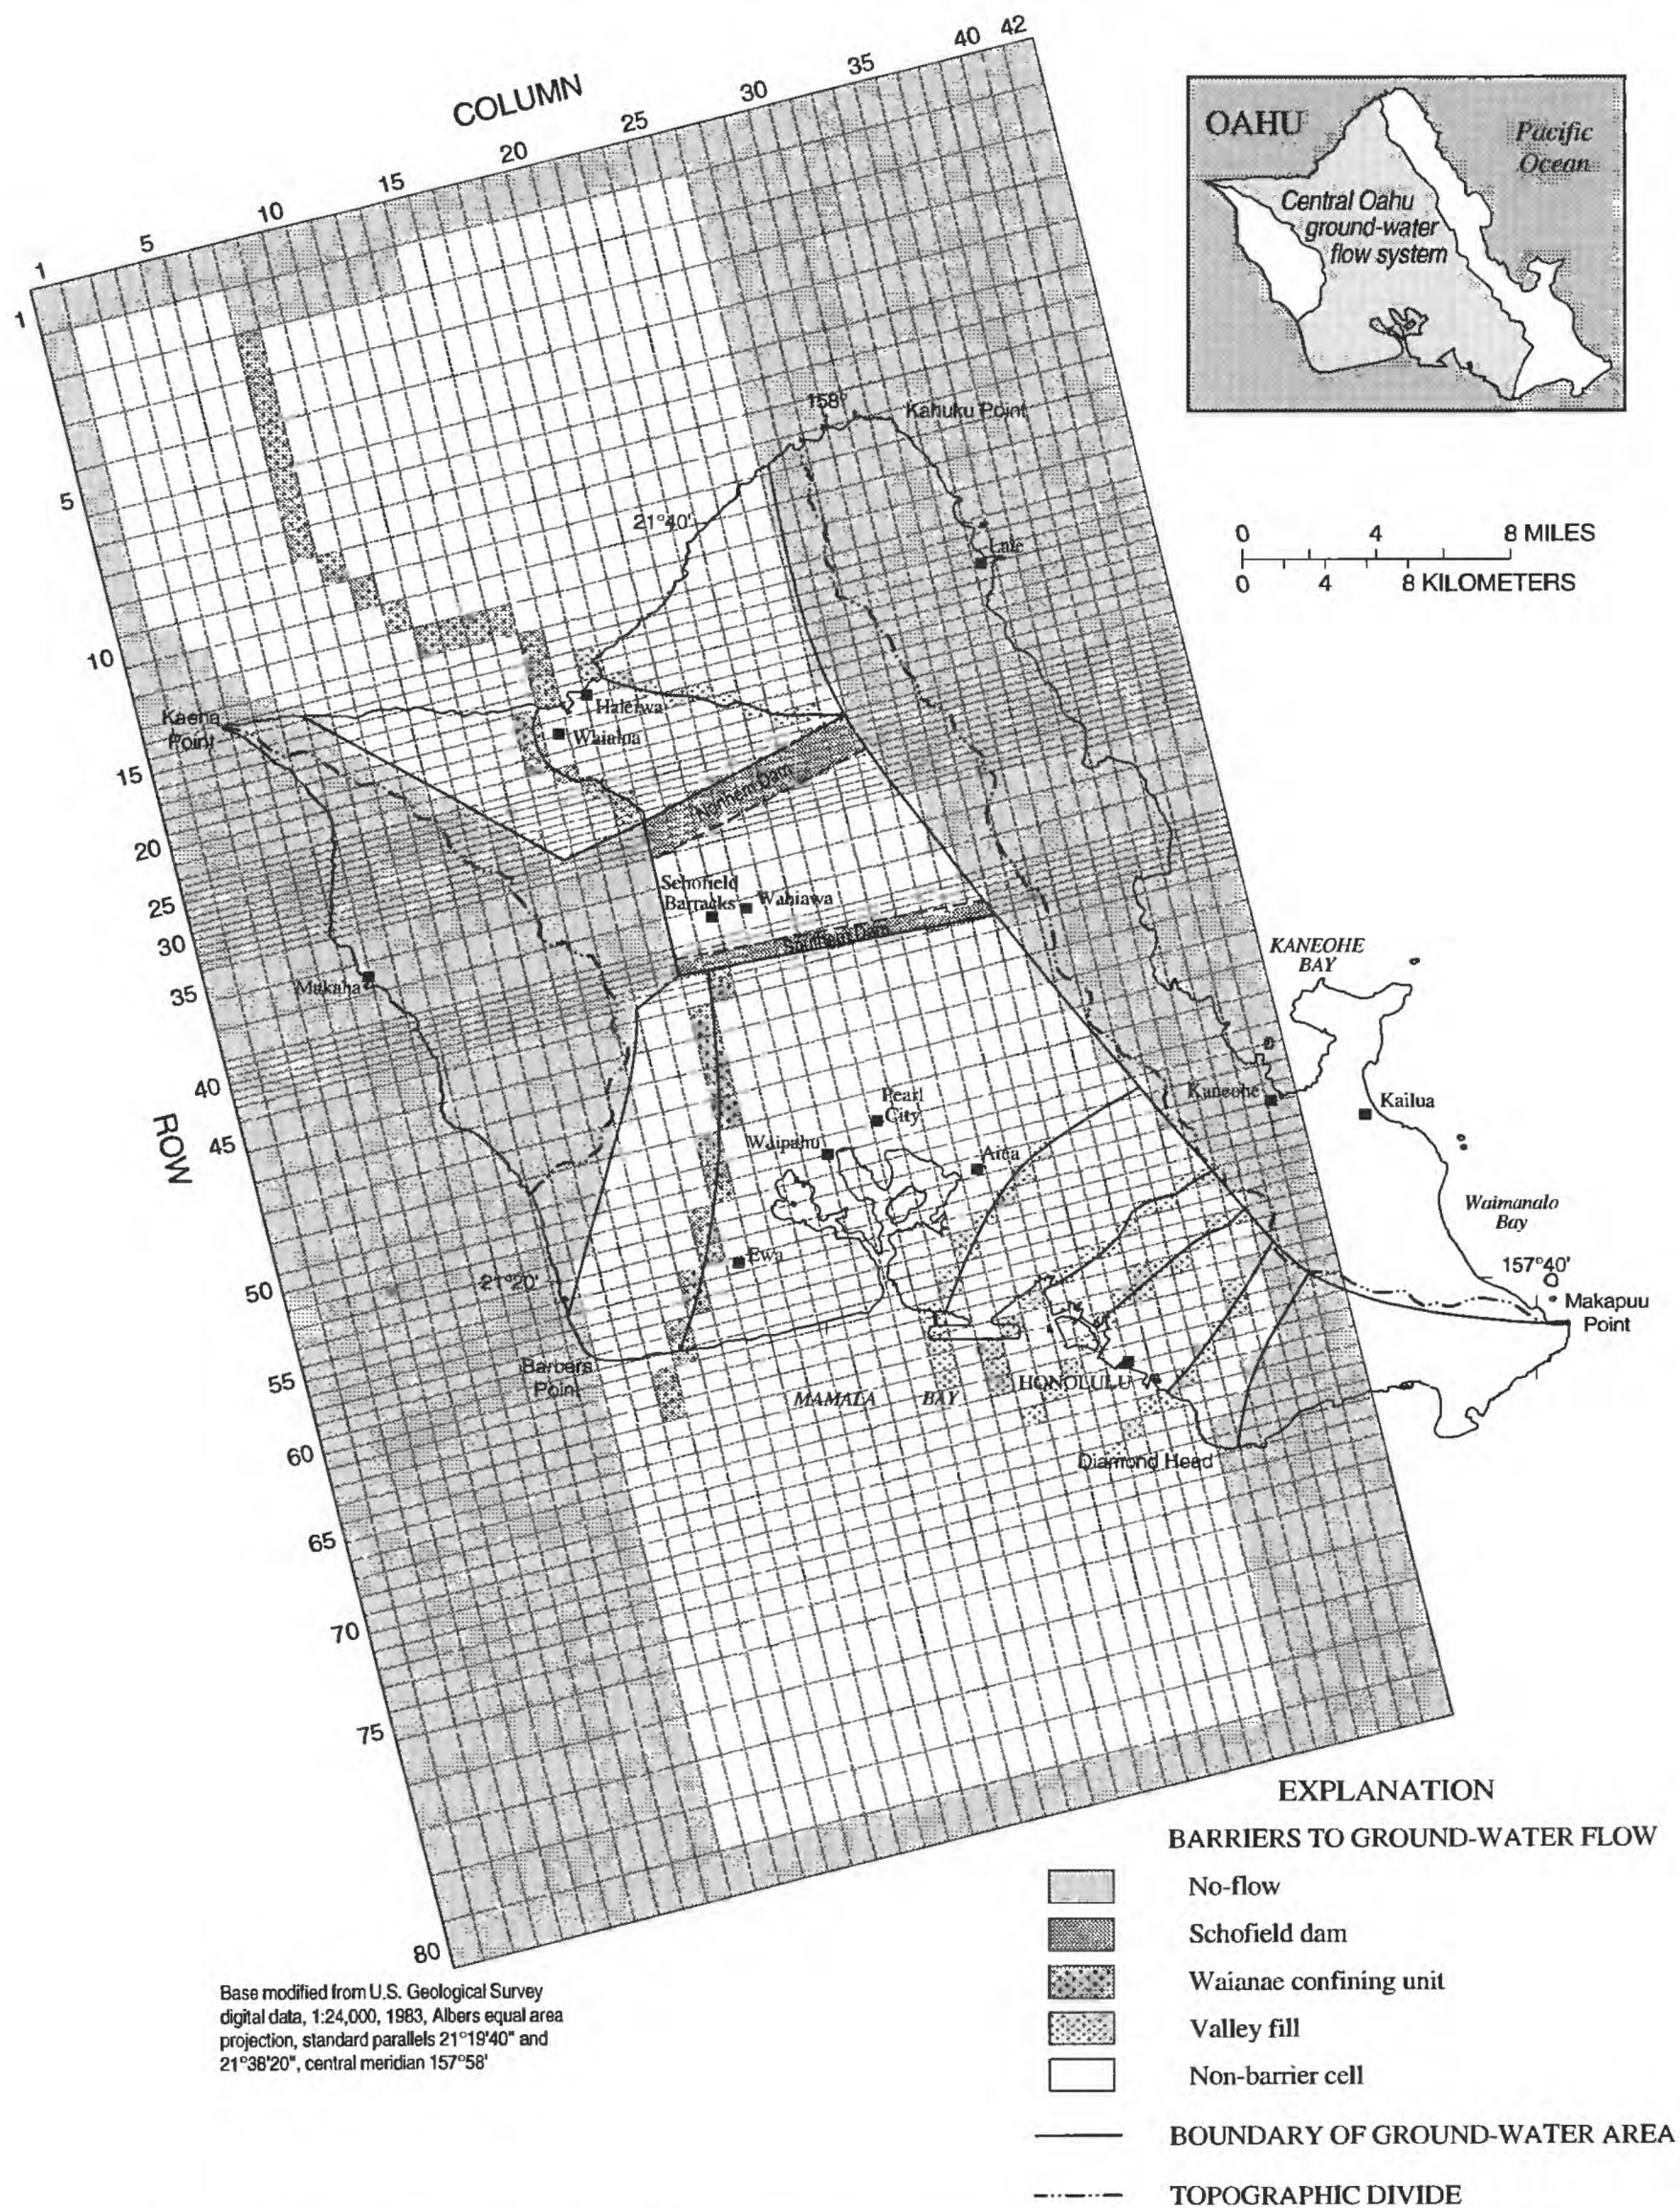 COLUMN
1
5
10
15
20
25
30
35
40
42
ROW
1
5
10
15
20
25
30
35
40
45
50
55
60
65
70
75
80
OAHU
Pacific
Ocean
Central Oahu
ground-water
flow system
0 4 8 MILES
0 4 8 KILOMETERS
158°
Kahuku Point
21°40'
Laie
Kaena
Point
Haleiwa
Waialua
Northern Dam
Schofield
Barracks
Wahiawa
Southern Dam
Makaha
KANEOHE
BAY
Kaneohe
Kailua
Pearl
City
Waipahu
Aiea
Waimanalo
Bay
Ewa
21°20'
157°40'
Makapuu
Point
Barbers
Point
MAMALA BAY
HONOLULU
Diamond Head
EXPLANATION
BARRIERS TO GROUND-WATER FLOW
No-flow
Schofield dam
Waianae confining unit
Valley fill
Non-barrier cell
BOUNDARY OF GROUND-WATER AREA
TOPOGRAPHIC DIVIDE
Base modified from U.S. Geological Survey
digital data, 1:24,000, 1983, Albers equal area
projection, standard parallels 21°19'40" and
21°38'20", central meridian 157°58'